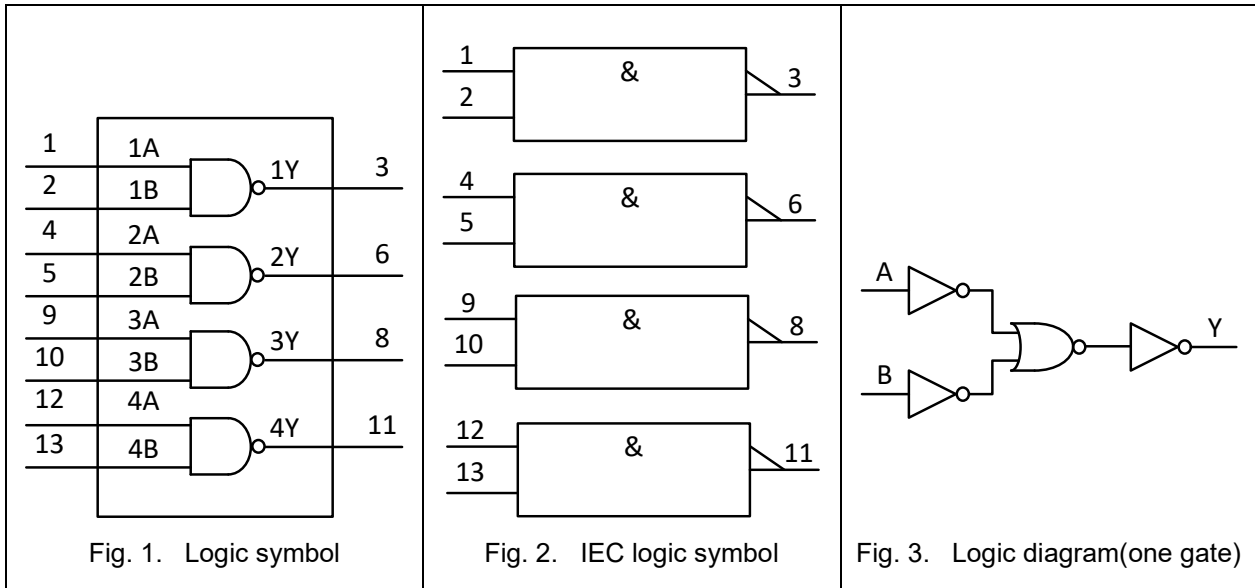 1
1A
1Y
3
2
1B
4
2A
2Y
6
5
2B
9
3A
3Y
8
10
3B
12
4A
4Y
11
13
4B
Fig. 1. Logic symbol
1
&
3
2
4
&
6
5
9
&
8
10
12
&
11
13
Fig. 2. IEC logic symbol
A
Y
B
Fig. 3. Logic diagram(one gate)